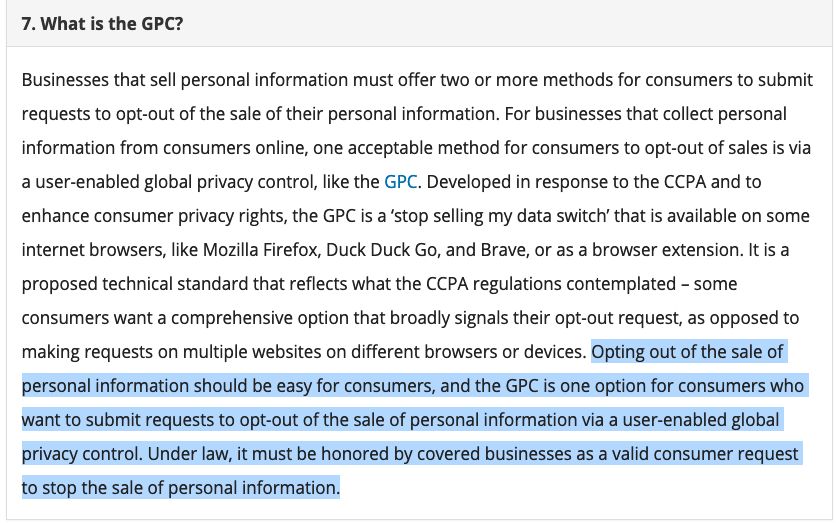 7. What is the GPC?
Businesses that sell personal information must offer two or more methods for consumers to submit
requests to opt-out of the sale of their personal information. For businesses that collect personal
information from consumers online, one acceptable method for consumers to opt-out of sales is via
a user-enabled global privacy control, like the GPC. Developed in response to the CCPA and to
enhance consumer privacy rights, the GPC is a ‘stop selling my data switch’ that is available on some
internet browsers, like Mozilla Firefox, Duck Duck Go, and Brave, or as a browser extension. It is a
proposed technical standard that reflects what the CCPA regulations contemplated – some
consumers want a comprehensive option that broadly signals their opt-out request, as opposed to
making requests on multiple websites on different browsers or devices. Opting out of the sale of
personal information should be easy for consumers, and the GPC is one option for consumers who
want to submit requests to opt-out of the sale of personal information via a user-enabled global
privacy control. Under law, it must be honored by covered businesses as a valid consumer request
to stop the sale of personal information.